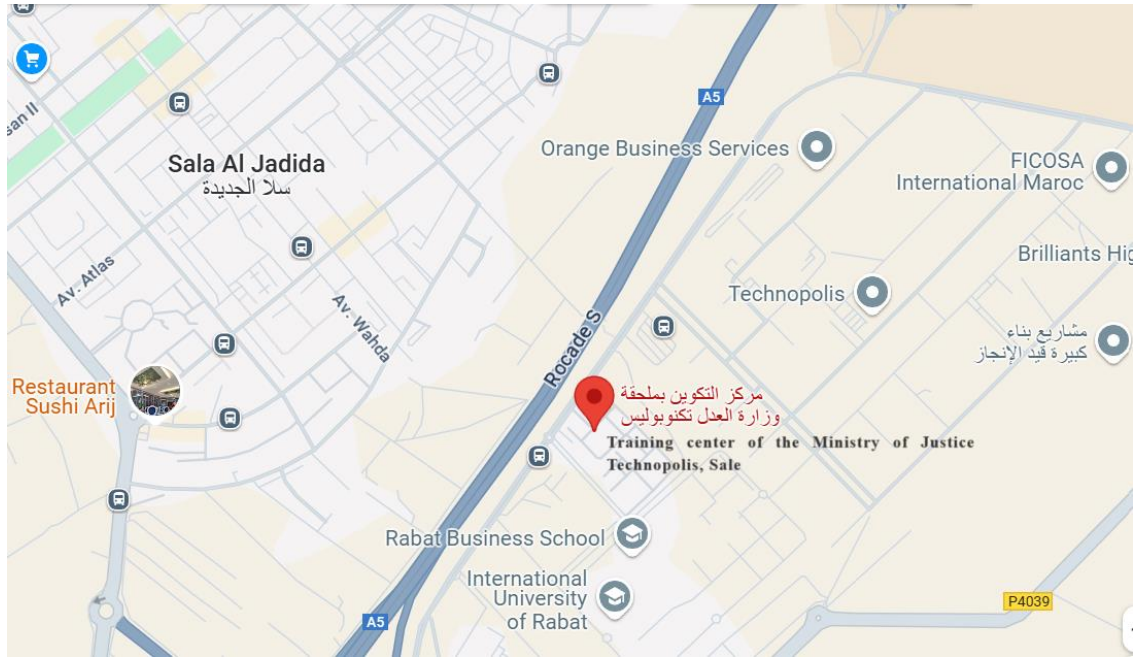 A5
Orange Business Services
FICOSA
International Maroc
san II
Sala Al Jadida
سلا الجديدة
Brilliants Hig
Av. Atlas
Technopolis
Av. Wahda
Rocade S
مشاريع بناء
كبيرة قيد الإنجاز
Restaurant
Sushi Arij
مركز التكوين بملحقة
وزارة العدل تكنوبوليس
Training center of the Ministry of Justice
Technopolis, Sale
Rabat Business School
International
University
of Rabat
P4039
A5